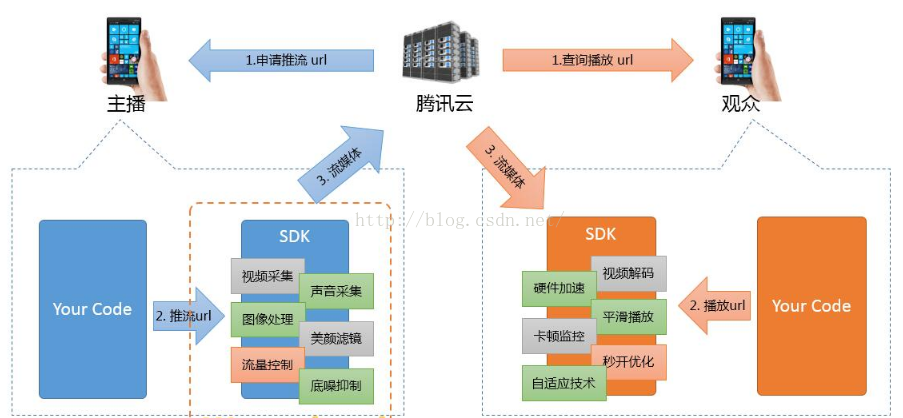 1.申请推流 url
1.查询播放 url
主播
腾讯云
观众
3. 流媒体
3. 流媒体
http://blog.csdn.net/
Your Code
2. 推流url
SDK
视频采集
声音采集
图像处理
美颜滤镜
流量控制
底噪抑制
SDK
视频解码
硬件加速
平滑播放
卡顿监控
秒开优化
自适应技术
2. 播放url
Your Code